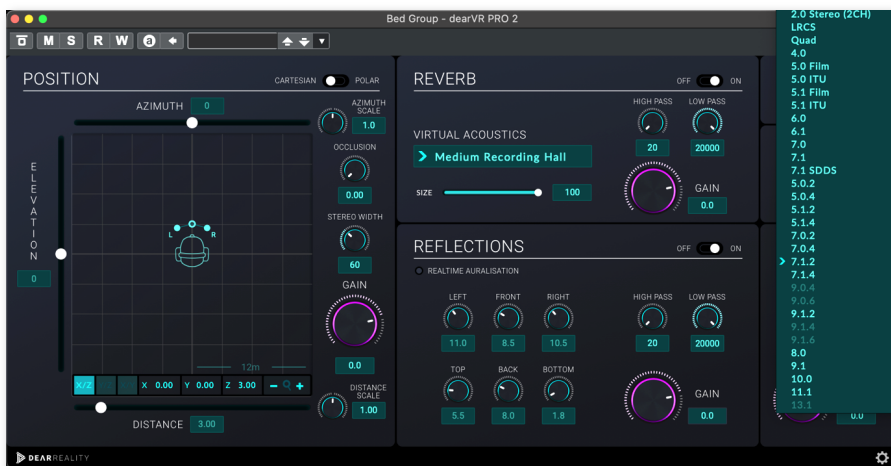 Bed Group - dearVR PRO 2
M S R W a
POSITION
CARTESIAN POLAR
AZIMUTH 0
AZIMUTH SCALE
1.0
OCCLUSION
0.00
STEREO WIDTH
60
GAIN
0.0
DISTANCE SCALE
1.00
ELEVATION
0
L R
12m
X/Z X 0.00 Y 0.00 Z 3.00
DISTANCE 3.00
REVERB
OFF ON
HIGH PASS LOW PASS
20 20000
VIRTUAL ACOUSTICS
Medium Recording Hall
SIZE 100
GAIN
0.0
REFLECTIONS
OFF ON
REALTIME AURALISATION
LEFT FRONT RIGHT HIGH PASS LOW PASS
11.0 8.5 10.5 20 20000
TOP BACK BOTTOM
5.5 8.0 1.8
GAIN
0.0
2.0 Stereo (2CH)
LRCS
Quad
4.0
5.0 Film
5.0 ITU
5.1 Film
5.1 ITU
6.0
6.1
7.0
7.1
7.1 SDDS
5.0.2
5.0.4
5.1.2
5.1.4
7.0.2
7.0.4
7.1.2
7.1.4
9.0.4
9.0.6
9.1.2
9.1.4
9.1.6
8.0
9.1
10.0
11.1
13.1
0.0
DEARREALITY